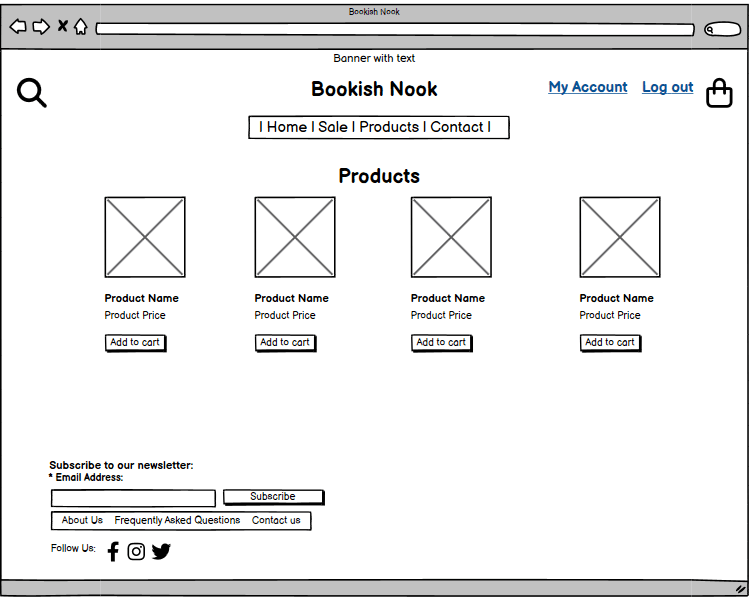 Bookish Nook
Banner with text
Bookish Nook
My Account Log out
| Home | Sale | Products | Contact |
Products
Product Name Product Name Product Name Product Name
Product Price Product Price Product Price Product Price
Add to cart Add to cart Add to cart Add to cart
Subscribe to our newsletter:
* Email Address:
Subscribe
About Us Frequently Asked Questions Contact us
Follow Us: